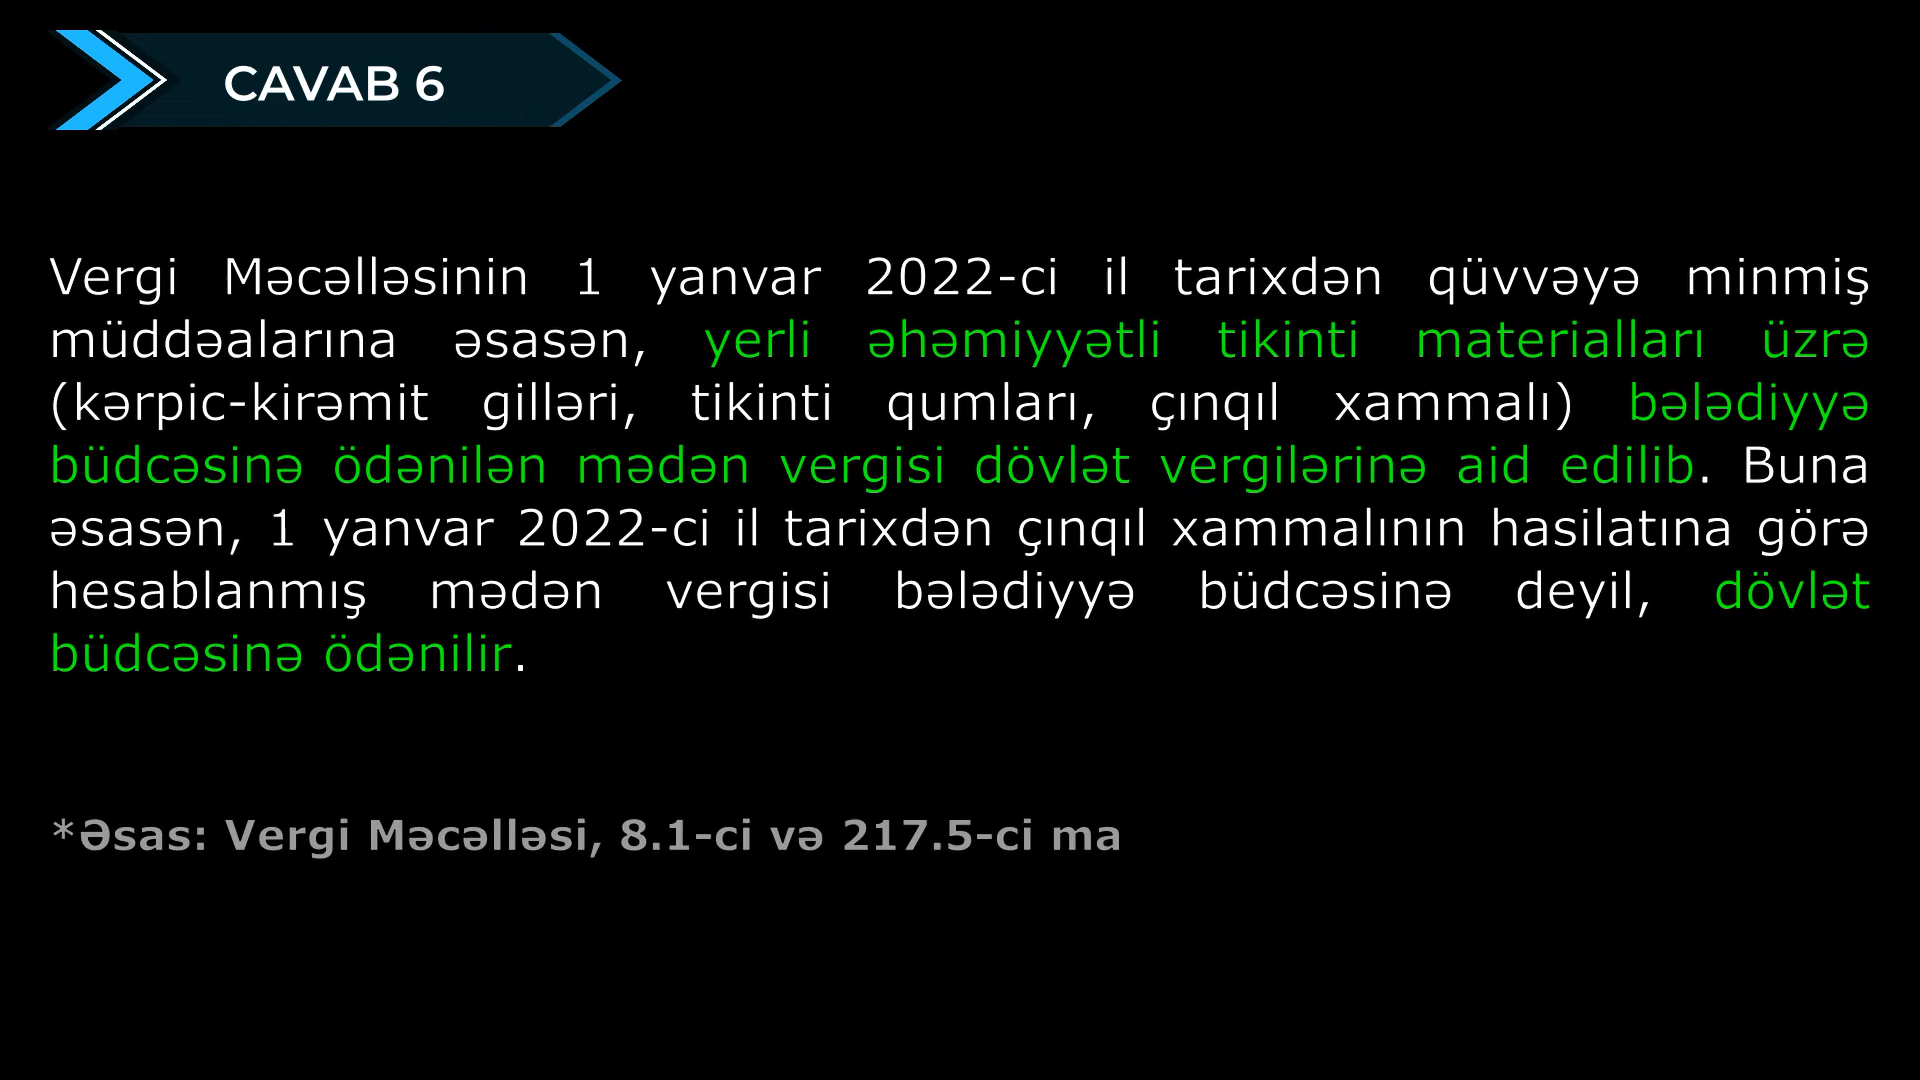 CAVAB 6
Vergi Məcəlləsinin 1 yanvar 2022-ci il tarixdən qüvvəyə minmiş
müddəalarına əsasən, yerli əhəmiyyətli tikinti materialları üzrə
(kərpic-kirəmit gilləri, tikinti qumları, çınqıl xammalı) bələdiyyə
büdcəsinə ödənilən mədən vergisi dövlət vergilərinə aid edilib. Buna
əsasən, 1 yanvar 2022-ci il tarixdən çınqıl xammalının hasilatına görə
hesablanmış mədən vergisi bələdiyyə büdcəsinə deyil, dövlət
büdcəsinə ödənilir.
*Əsas: Vergi Məcəlləsi, 8.1-ci və 217.5-ci ma